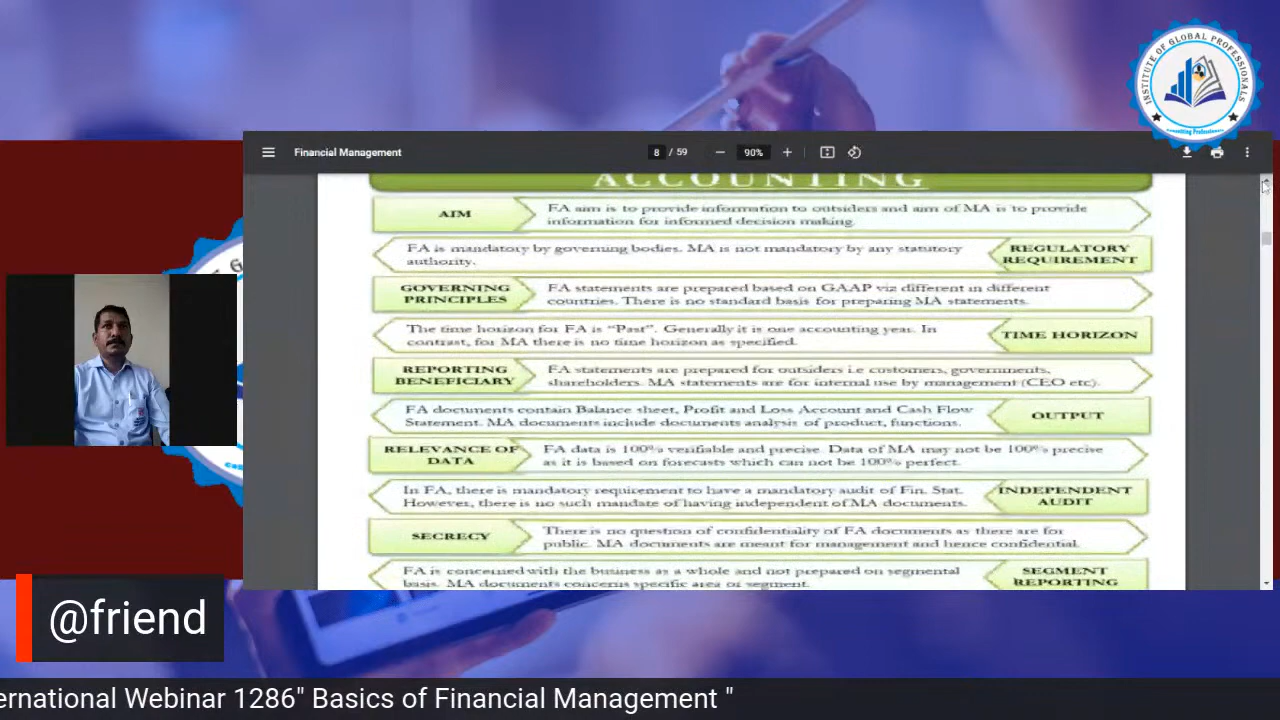 INSTITUTE OF GLOBAL PROFESSIONALS
Connecting Professionals
Financial Management
8 / 59
90%
ACCOUNTING
AIM
FA aim is to provide information to outsiders and aim of MA is to provide
information for informed decision making.
FA is mandatory by governing bodies. MA is not mandatory by any statutory
authority.
REGULATORY
REQUIREMENT
GOVERNING
PRINCIPLES
FA statements are prepared based on GAAP viz different in different
countries. There is no standard basis for preparing MA statements.
The time horizon for FA is “Past”. Generally it is one accounting year. In
contrast, for MA there is no time horizon as specified.
TIME HORIZON
REPORTING
BENEFICIARY
FA statements are prepared for outsiders i.e customers, governments,
shareholders. MA statements are for internal use by management (CEO etc).
FA documents contain Balance sheet, Profit and Loss Account and Cash Flow
Statement. MA documents include documents analysis of product, functions.
OUTPUT
RELEVANCE OF
DATA
FA data is 100% verifiable and precise. Data of MA may not be 100% precise
as it is based on forecasts which can not be 100% perfect.
In FA, there is mandatory requirement to have a mandatory audit of Fin. Stat.
However, there is no such mandate of having independent of MA documents.
INDEPENDENT
AUDIT
SECRECY
There is no question of confidentiality of FA documents as there are for
public. MA documents are meant for management and hence confidential.
FA is concerned with the business as a whole and not prepared on segmental
basis. MA documents concerns specific area or segment.
SEGMENT
REPORTING
@friend
ernational Webinar 1286" Basics of Financial Management "